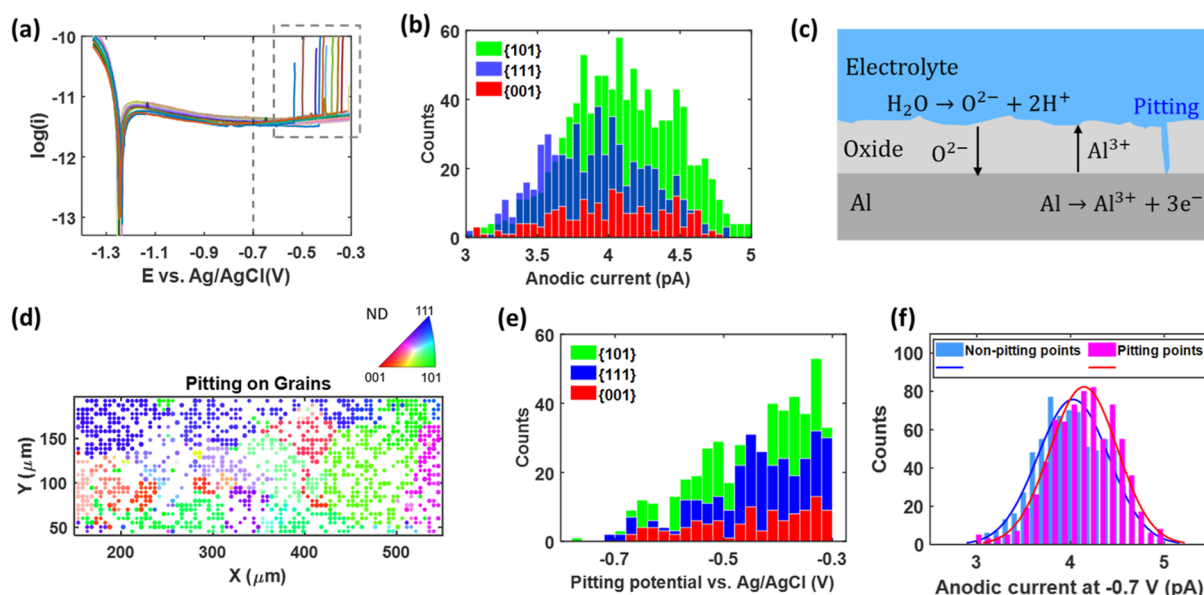 (a)
-10
-11
-12
-13
log(i)
-1.3 -1.1 -0.9 -0.7 -0.5 -0.3
E vs. Ag/AgCl(V)
(b)
60
40
20
0
Counts
{101}
{111}
{001}
3 3.5 4 4.5 5
Anodic current (pA)
(c)
Electrolyte
H₂O → O²⁻ + 2H⁺
Pitting
Oxide
O²⁻
Al³⁺
Al
Al → Al³⁺ + 3e⁻
(d)
ND
111
001
101
Pitting on Grains
150
100
50
Y (μm)
200 300 400 500
X (μm)
(e)
60
40
20
0
Counts
{101}
{111}
{001}
-0.7 -0.5 -0.3
Pitting potential vs. Ag/AgCl (V)
(f)
Non-pitting points
Pitting points
100
80
60
40
20
0
Counts
3 4 5
Anodic current at -0.7 V (pA)